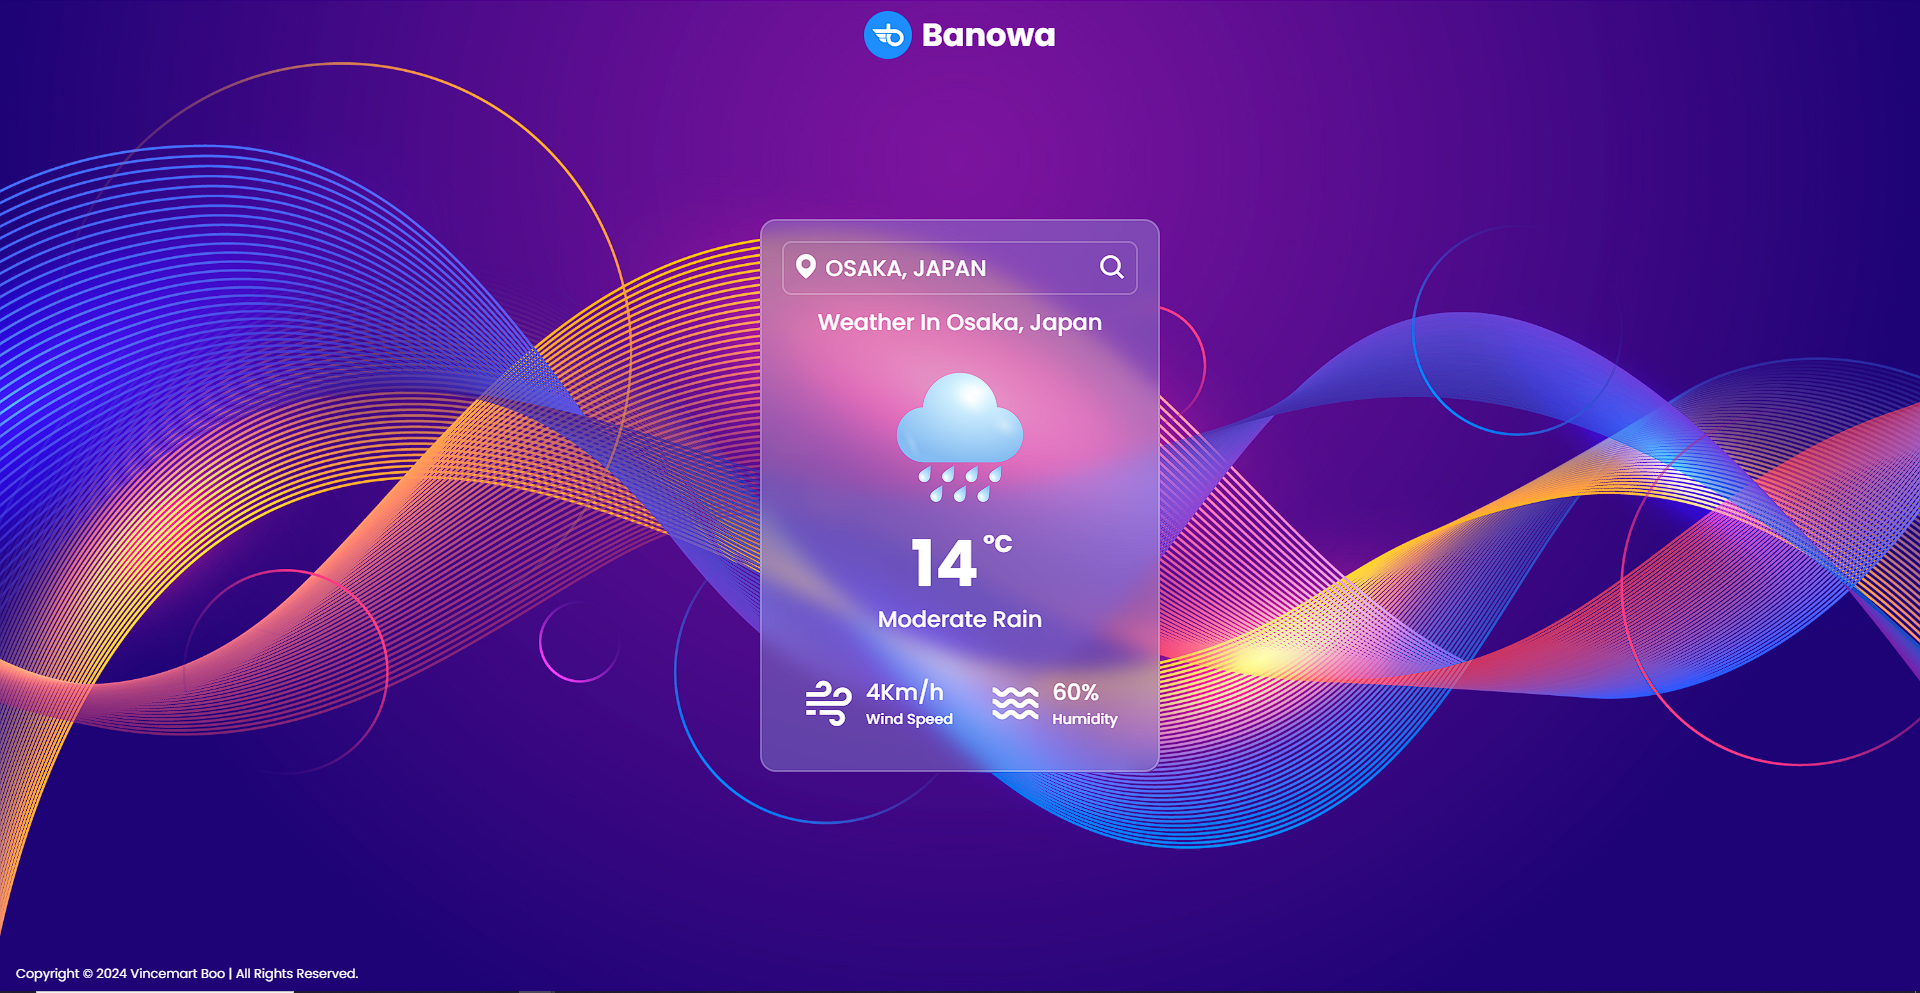 Banowa
OSAKA, JAPAN
Weather In Osaka, Japan
14 °C
Moderate Rain
4Km/h
Wind Speed
60%
Humidity
Copyright © 2024 Vincemart Boo | All Rights Reserved.